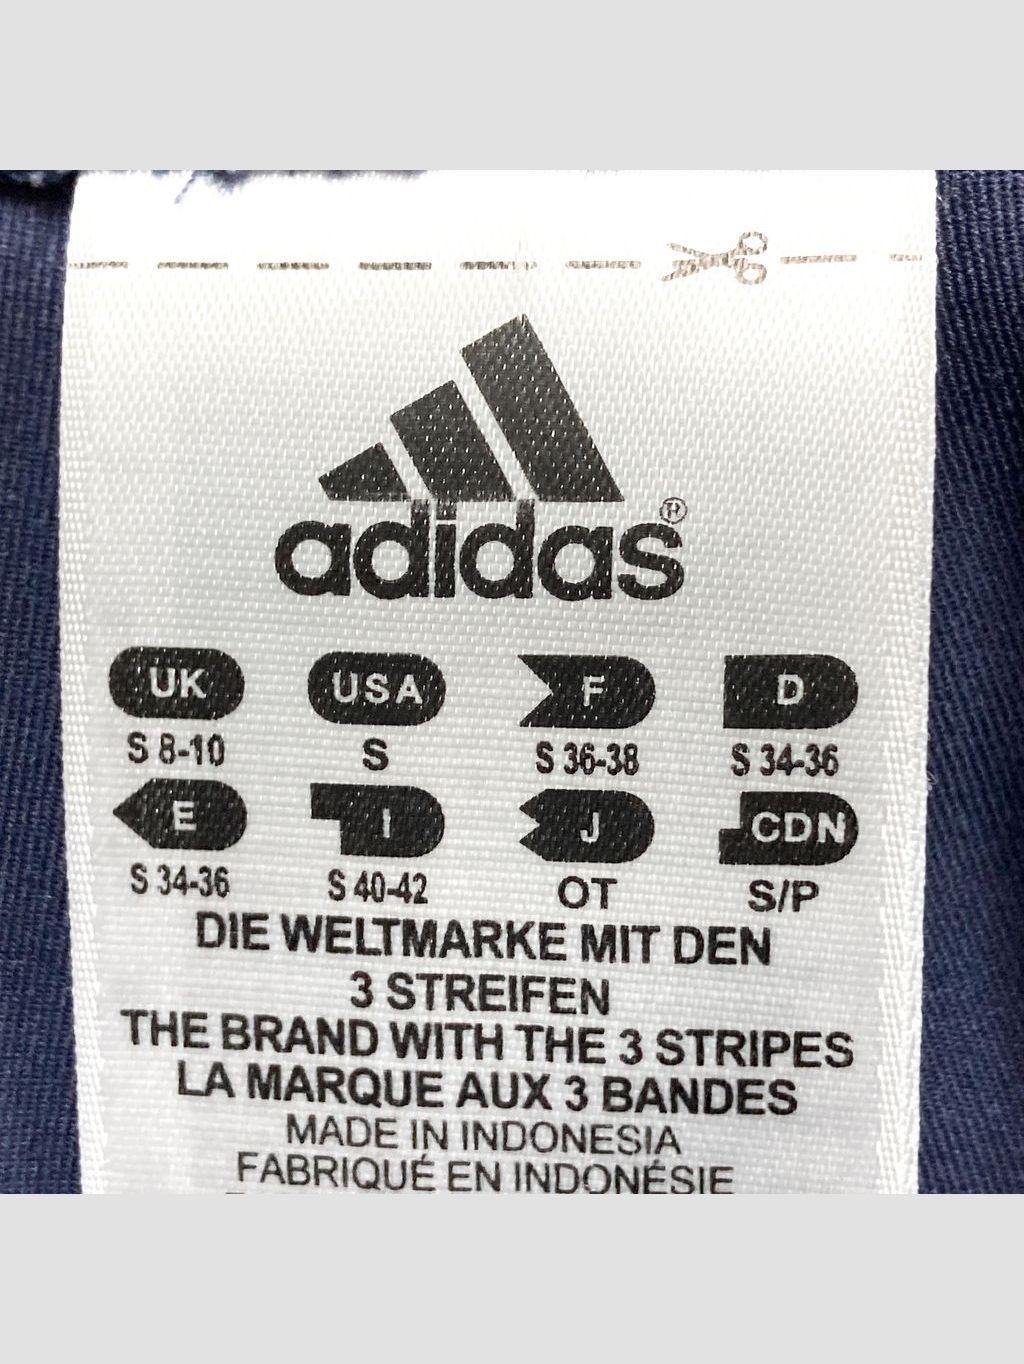 adidas®
UK USA F D
S 8-10 S S 36-38 S 34-36
E I J CDN
S 34-36 S 40-42 OT S/P
DIE WELTMARKE MIT DEN
3 STREIFEN
THE BRAND WITH THE 3 STRIPES
LA MARQUE AUX 3 BANDES
MADE IN INDONESIA
FABRIQUÉ EN INDONÉSIE